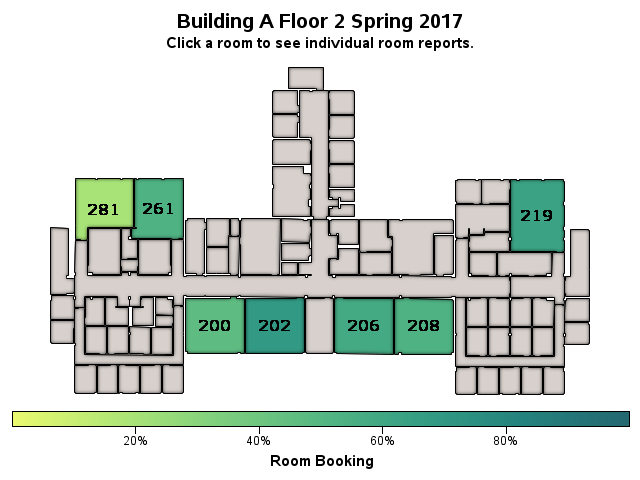 Building A Floor 2 Spring 2017
Click a room to see individual room reports.
281 261 219
200 202 206 208
20% 40% 60% 80%
Room Booking